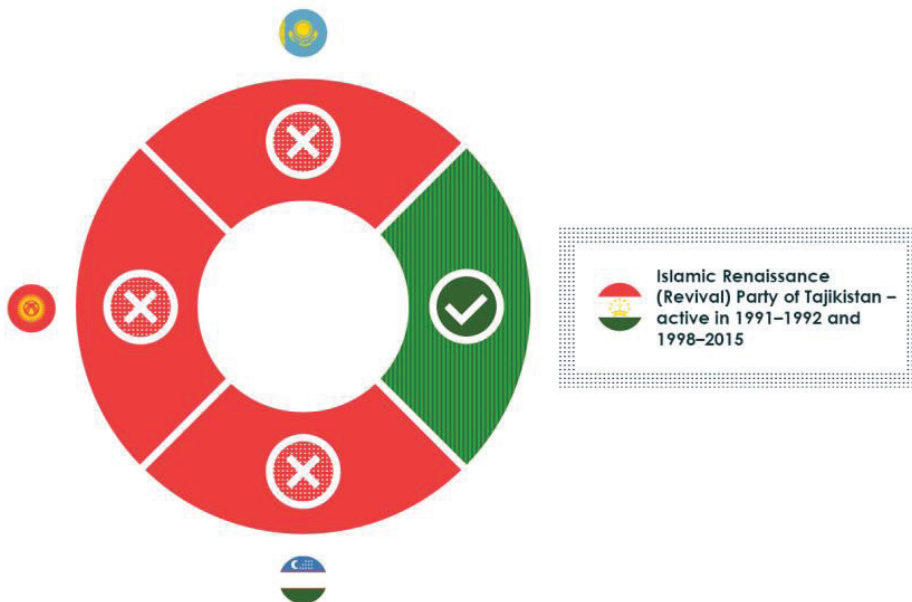 Islamic Renaissance
(Revival) Party of Tajikistan –
active in 1991–1992 and
1998–2015